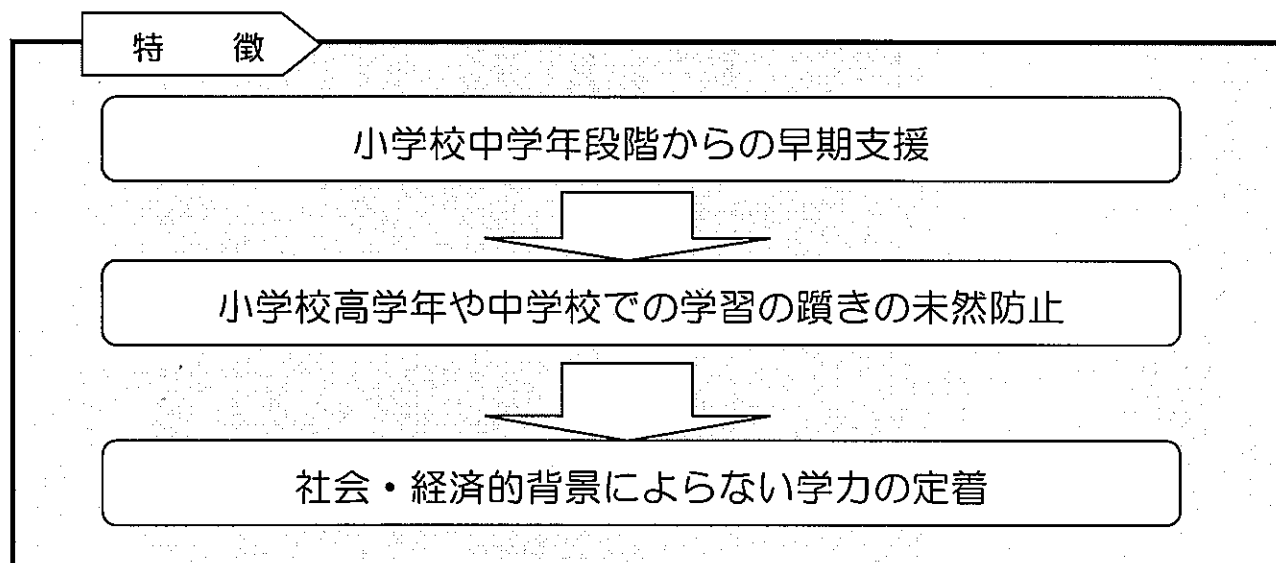 特　徴
小学校中学年段階からの早期支援
小学校高学年や中学校での学習の躓きの未然防止
社会・経済的背景によらない学力の定着